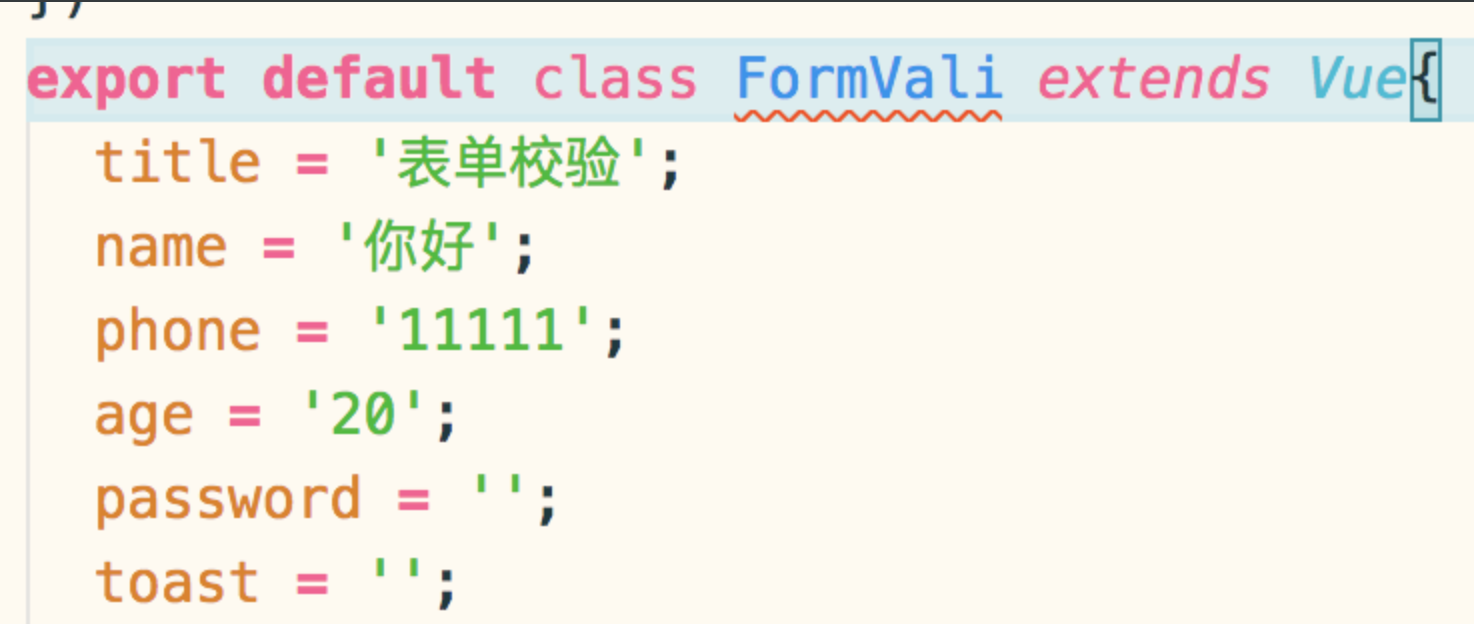 })
export default class FormVali extends Vue{
title = '表单校验';
name = '你好';
phone = '11111';
age = '20';
password = '';
toast = '';